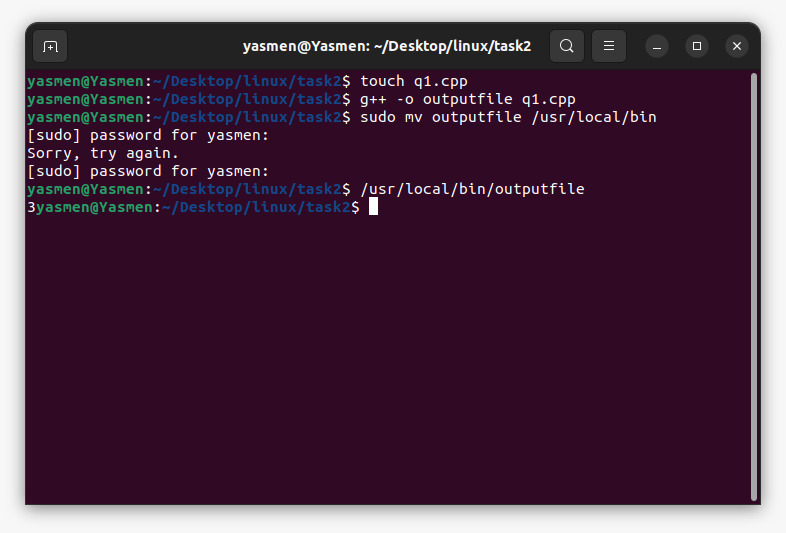 yasmen@Yasmen: ~/Desktop/linux/task2
yasmen@Yasmen:~/Desktop/linux/task2$ touch q1.cpp
yasmen@Yasmen:~/Desktop/linux/task2$ g++ -o outputfile q1.cpp
yasmen@Yasmen:~/Desktop/linux/task2$ sudo mv outputfile /usr/local/bin
[sudo] password for yasmen:
Sorry, try again.
[sudo] password for yasmen:
yasmen@Yasmen:~/Desktop/linux/task2$ /usr/local/bin/outputfile
3yasmen@Yasmen:~/Desktop/linux/task2$